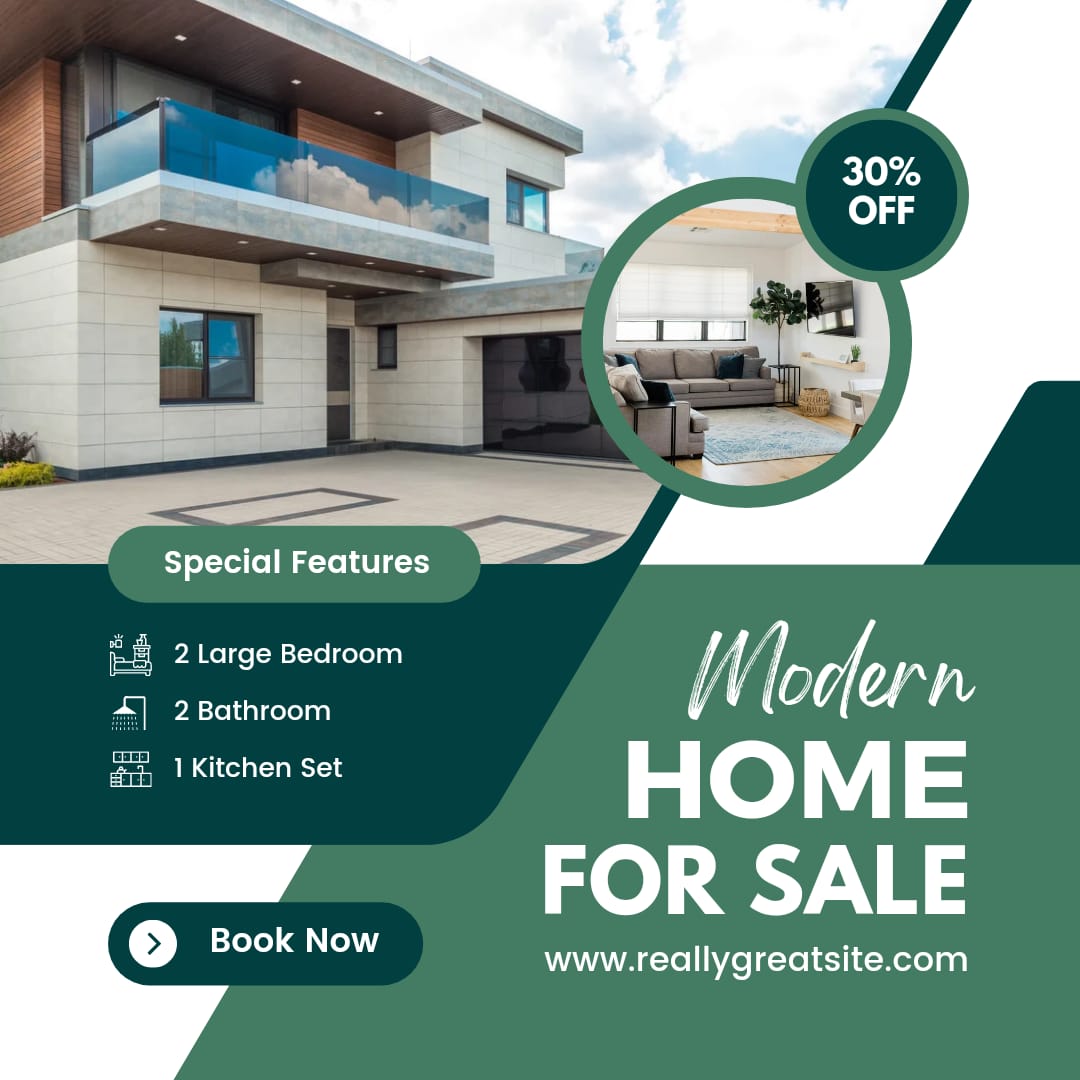 30%
OFF
Special Features
2 Large Bedroom
2 Bathroom
1 Kitchen Set
Modern
HOME
FOR SALE
www.reallygreatsite.com
Book Now